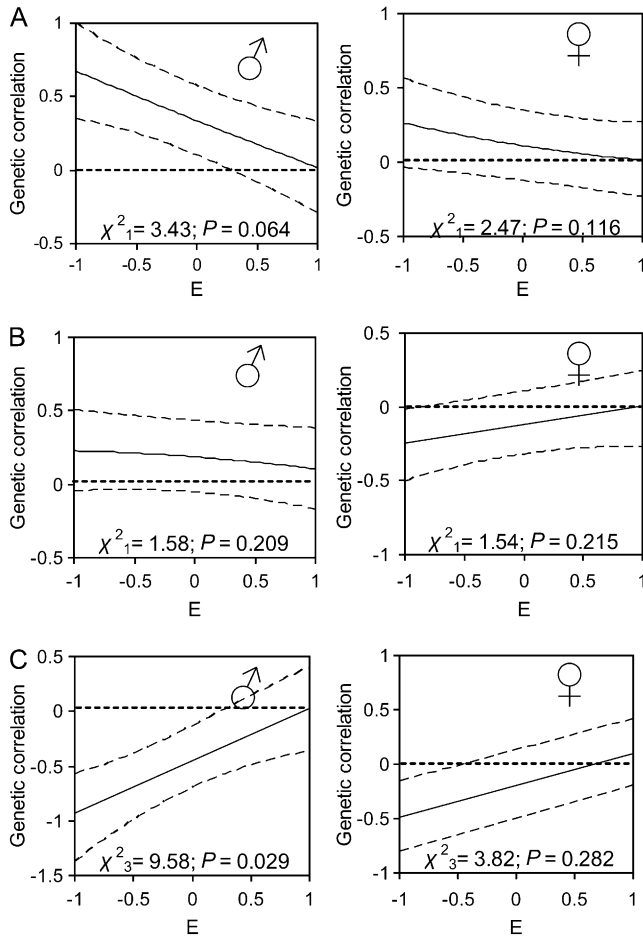 A
Genetic correlation
1
0.5
0
-0.5
♂
χ²₁= 3.43; P = 0.064
-1 -0.5 0 0.5 1
E
Genetic correlation
1
0.5
0
-0.5
♀
χ²₁= 2.47; P = 0.116
-1 -0.5 0 0.5 1
E
B
Genetic correlation
1
0.5
0
-0.5
♂
χ²₁= 1.58; P = 0.209
-1 -0.5 0 0.5 1
E
Genetic correlation
0.5
0
-0.5
-1
♀
χ²₁= 1.54; P = 0.215
-1 -0.5 0 0.5 1
E
C
Genetic correlation
0.5
0
-0.5
-1
-1.5
♂
χ²₃= 9.58; P = 0.029
-1 -0.5 0 0.5 1
E
Genetic correlation
1
0.5
0
-0.5
-1
♀
χ²₃= 3.82; P = 0.282
-1 -0.5 0 0.5 1
E